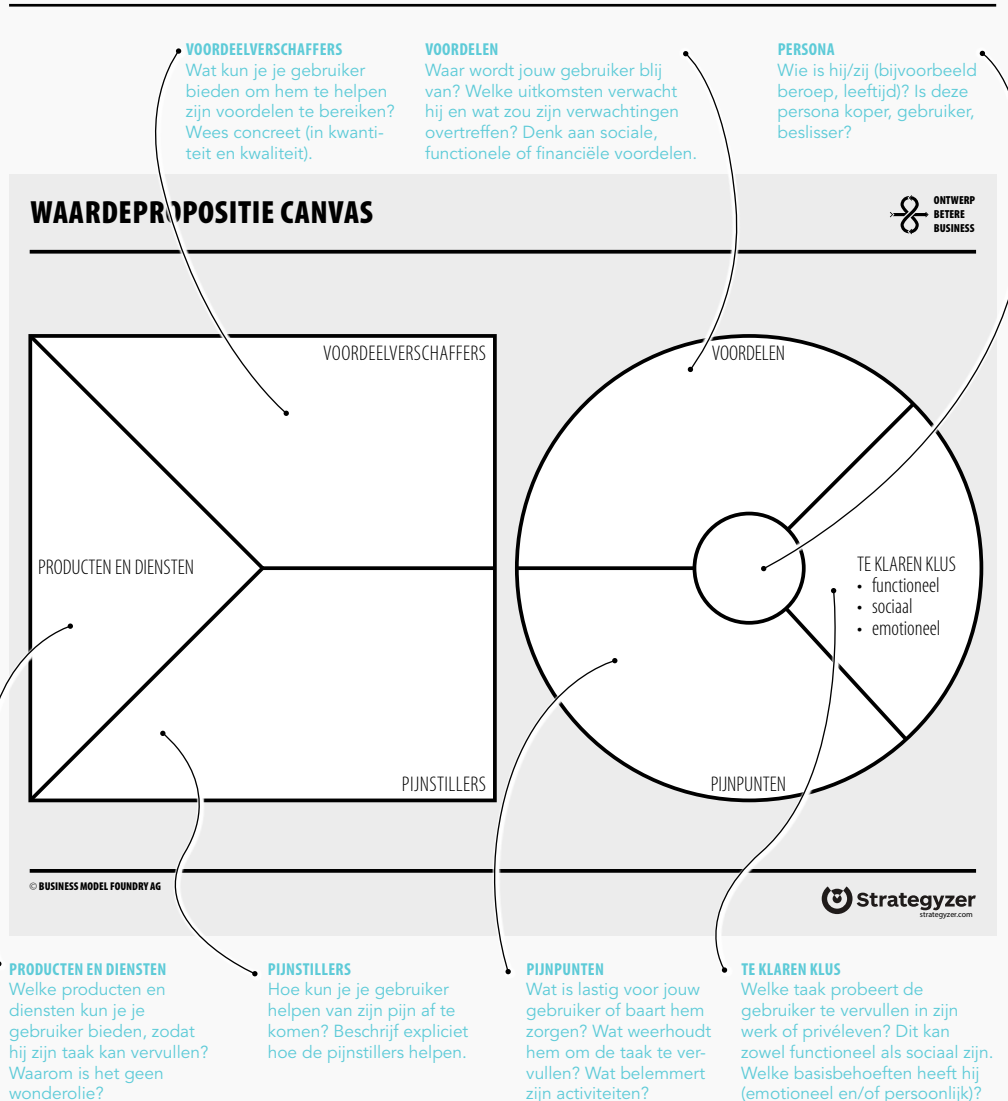 VOORDEELVERSCHAFFERS
Wat kun je je gebruiker
bieden om hem te helpen
zijn voordelen te bereiken?
Wees concreet (in kwanti-
teit en kwaliteit).
VOORDELEN
Waar wordt jouw gebruiker blij
van? Welke uitkomsten verwacht
hij en wat zou zijn verwachtingen
overtreffen? Denk aan sociale,
functionele of financiële voordelen.
PERSONA
Wie is hij/zij (bijvoorbeeld
beroep, leeftijd)? Is deze
persona koper, gebruiker,
beslisser?
WAARDEPROPOSITIE CANVAS
ONTWERP
BETERE
BUSINESS
VOORDEELVERSCHAFFERS
PRODUCTEN EN DIENSTEN
PIJNSTILLERS
VOORDELEN
TE KLAREN KLUS
• functioneel
• sociaal
• emotioneel
PIJNPUNTEN
© BUSINESS MODEL FOUNDRY AG
Strategyzer
strategyzer.com
PRODUCTEN EN DIENSTEN
Welke producten en
diensten kun je je
gebruiker bieden, zodat
hij zijn taak kan vervullen?
Waarom is het geen
wonderolie?
PIJNSTILLERS
Hoe kun je je gebruiker
helpen van zijn pijn af te
komen? Beschrijf expliciet
hoe de pijnstillers helpen.
PIJNPUNTEN
Wat is lastig voor jouw
gebruiker of baart hem
zorgen? Wat weerhoudt
hem om de taak te ver-
vullen? Wat belemmert
zijn activiteiten?
TE KLAREN KLUS
Welke taak probeert de
gebruiker te vervullen in zijn
werk of privéleven? Dit kan
zowel functioneel als sociaal zijn.
Welke basisbehoeften heeft hij
(emotioneel en/of persoonlijk)?